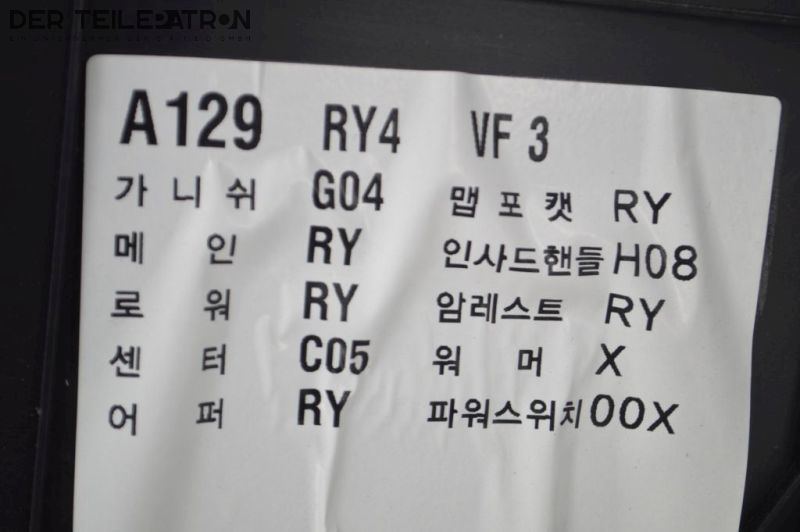 DER TEILEPATRON
A129 RY4 VF 3
가니쉬 G04 맵포캣 RY
메인 RY 인사드핸들 H08
로워 RY 암레스트 RY
센터 C05 워머 X
어퍼 RY 파워스위치 00X